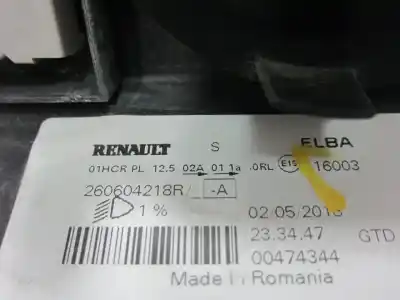 RENAULT S ELBA
01HCR PL 12.5 02A 01 1a .0RL E19 16003
260604218R/ -A
1 % 02/05/2018
23.34.47 GTD
00474344
Made in Romania